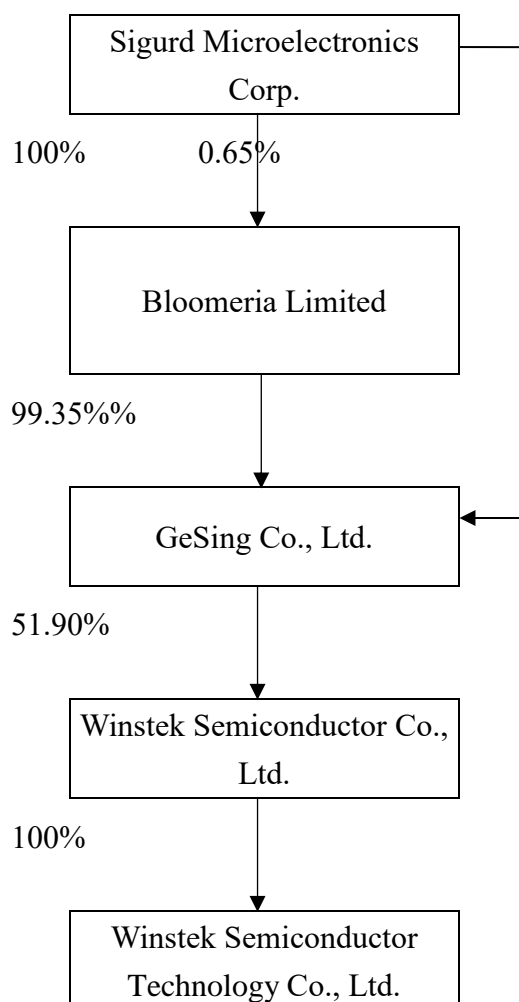 Sigurd Microelectronics
Corp.
100% 0.65%
Bloomeria Limited
99.35%%
GeSing Co., Ltd.
51.90%
Winstek Semiconductor Co.,
Ltd.
100%
Winstek Semiconductor
Technology Co., Ltd.